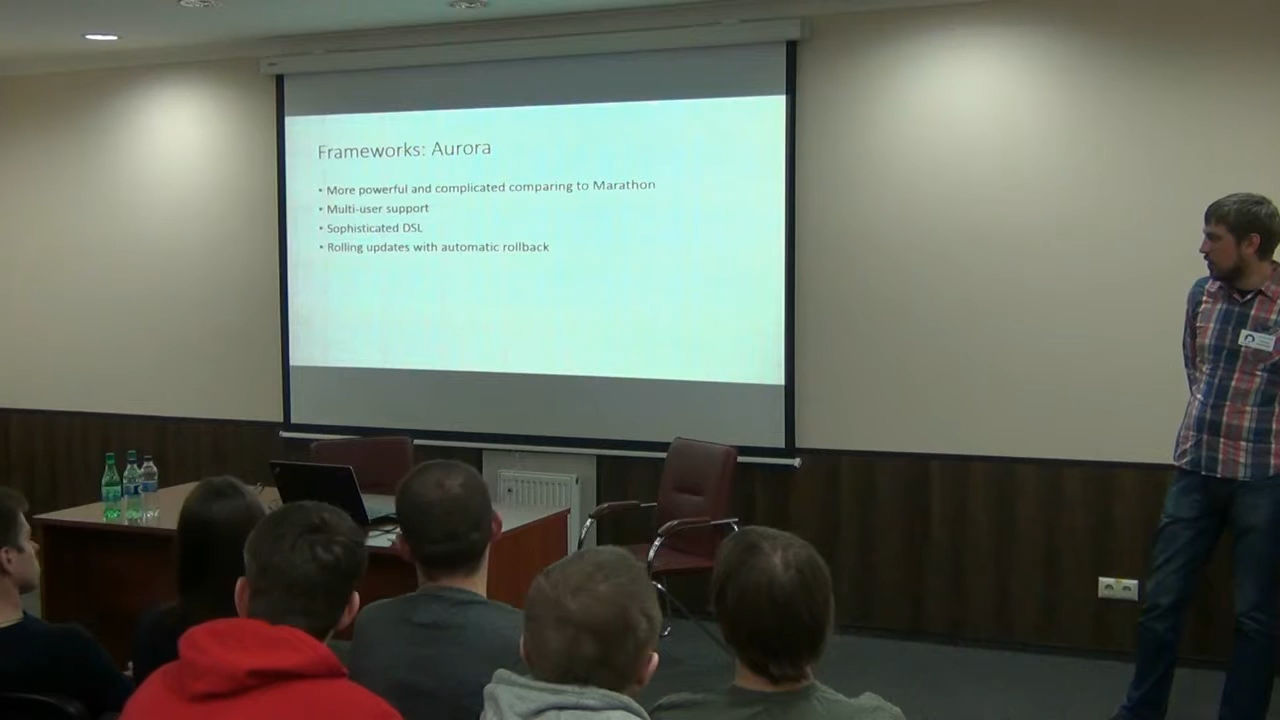 Frameworks: Aurora
• More powerful and complicated comparing to Marathon
• Multi-user support
• Sophisticated DSL
• Rolling updates with automatic rollback